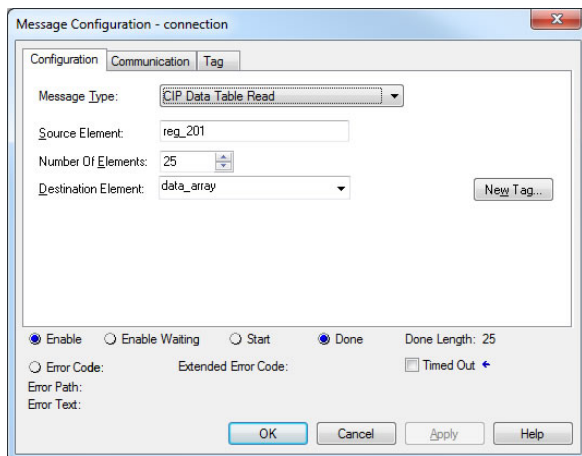 Message Configuration - connection
Configuration Communication Tag
Message Type: CIP Data Table Read
Source Element: reg_201
Number Of Elements: 25
Destination Element: data_array New Tag...
Enable Enable Waiting Start Done Done Length: 25
Error Code: Extended Error Code: Timed Out
Error Path:
Error Text:
OK Cancel Apply Help